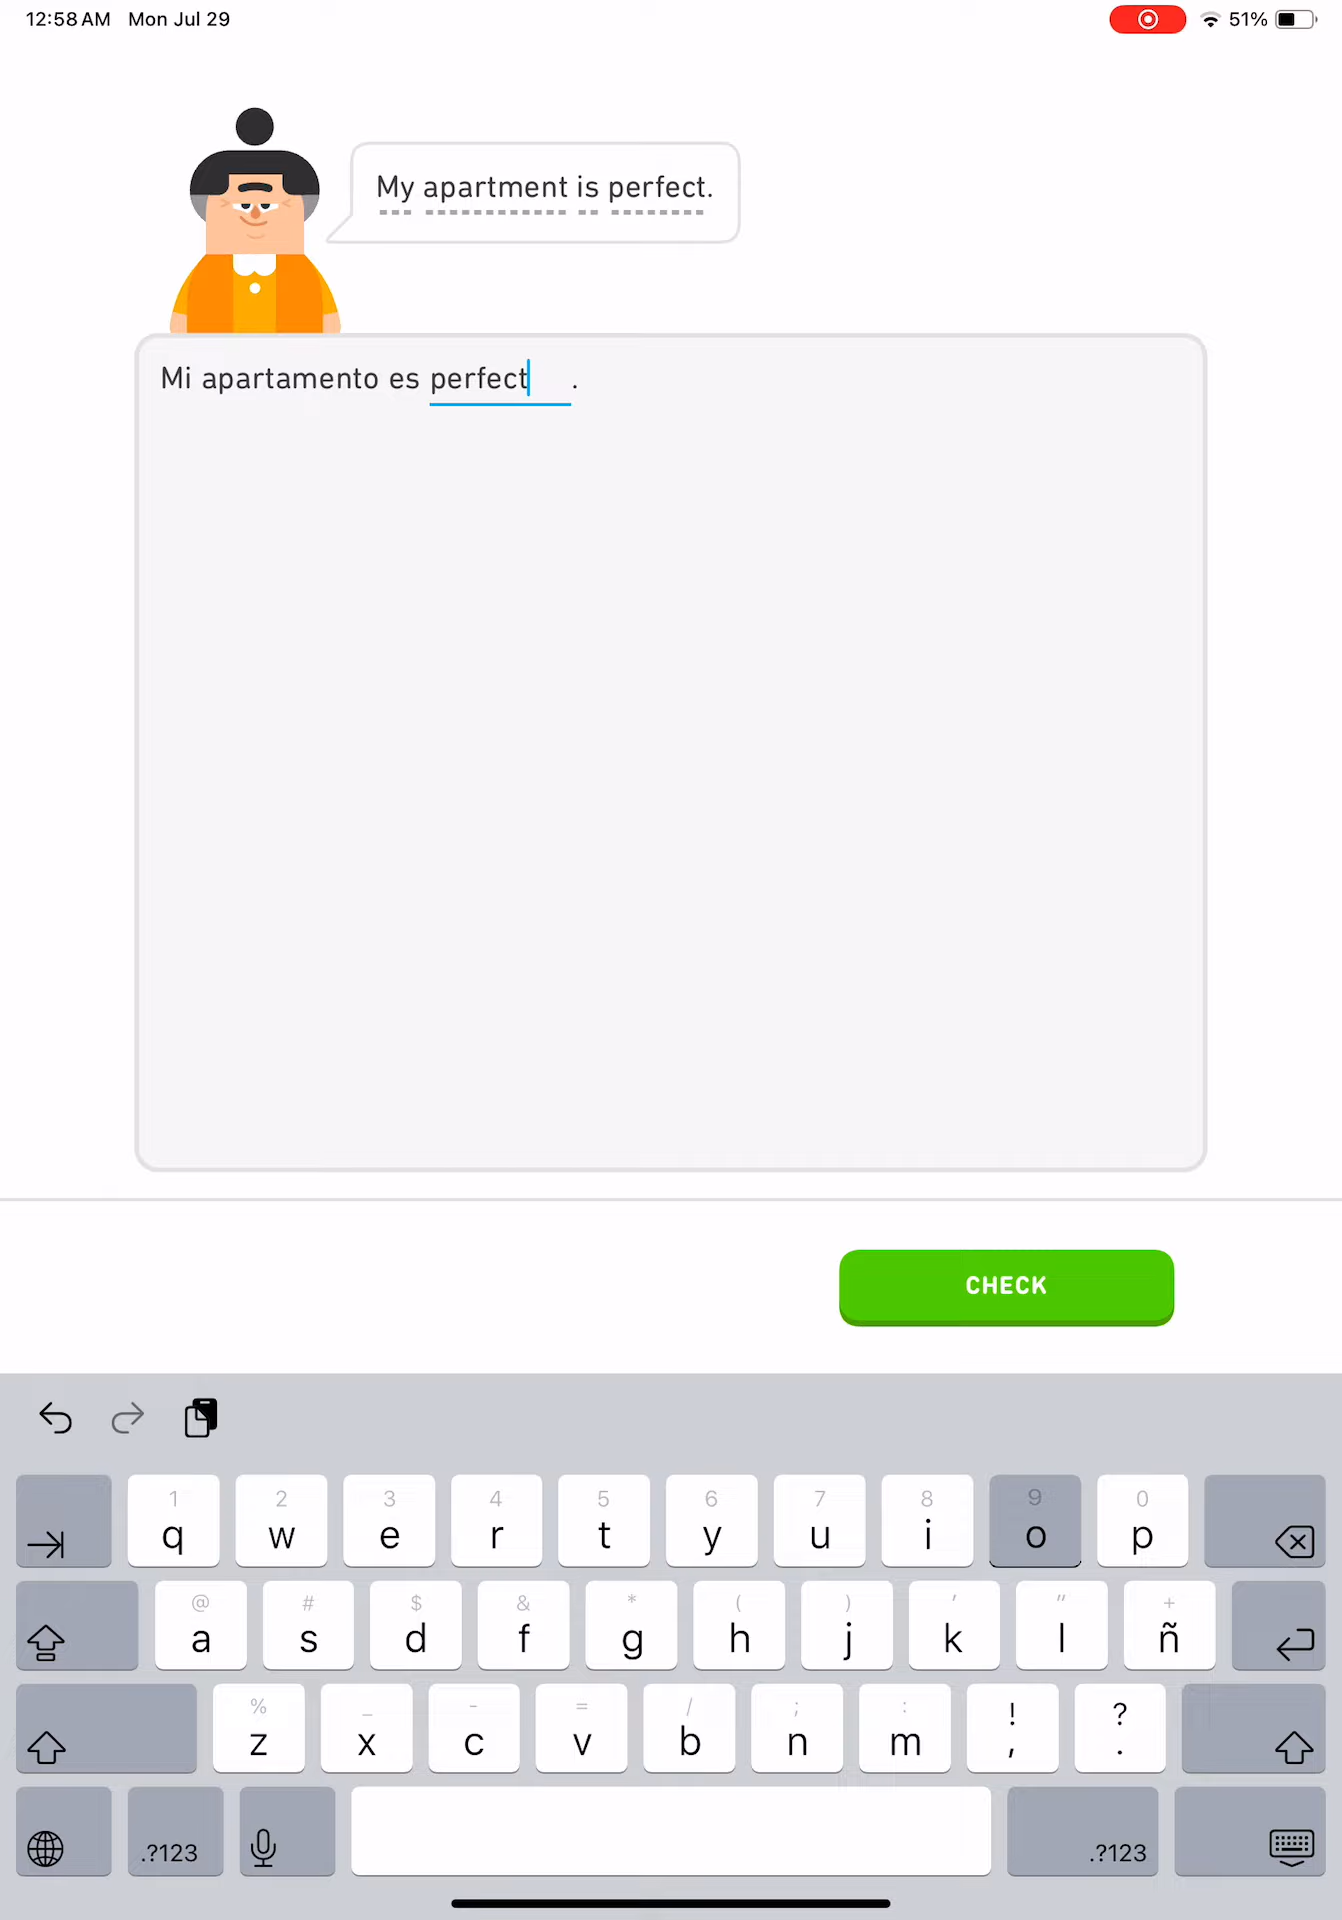 12:58 AM Mon Jul 29
51%
My apartment is perfect.
Mi apartamento es perfect .
CHECK
1 2 3 4 5 6 7 8 9 0
q w e r t y u i o p
@ # $ & * ( ) ' " +
a s d f g h j k l ñ
% _ - = / ; : ! ?
z x c v b n m , .
.?123 .?123